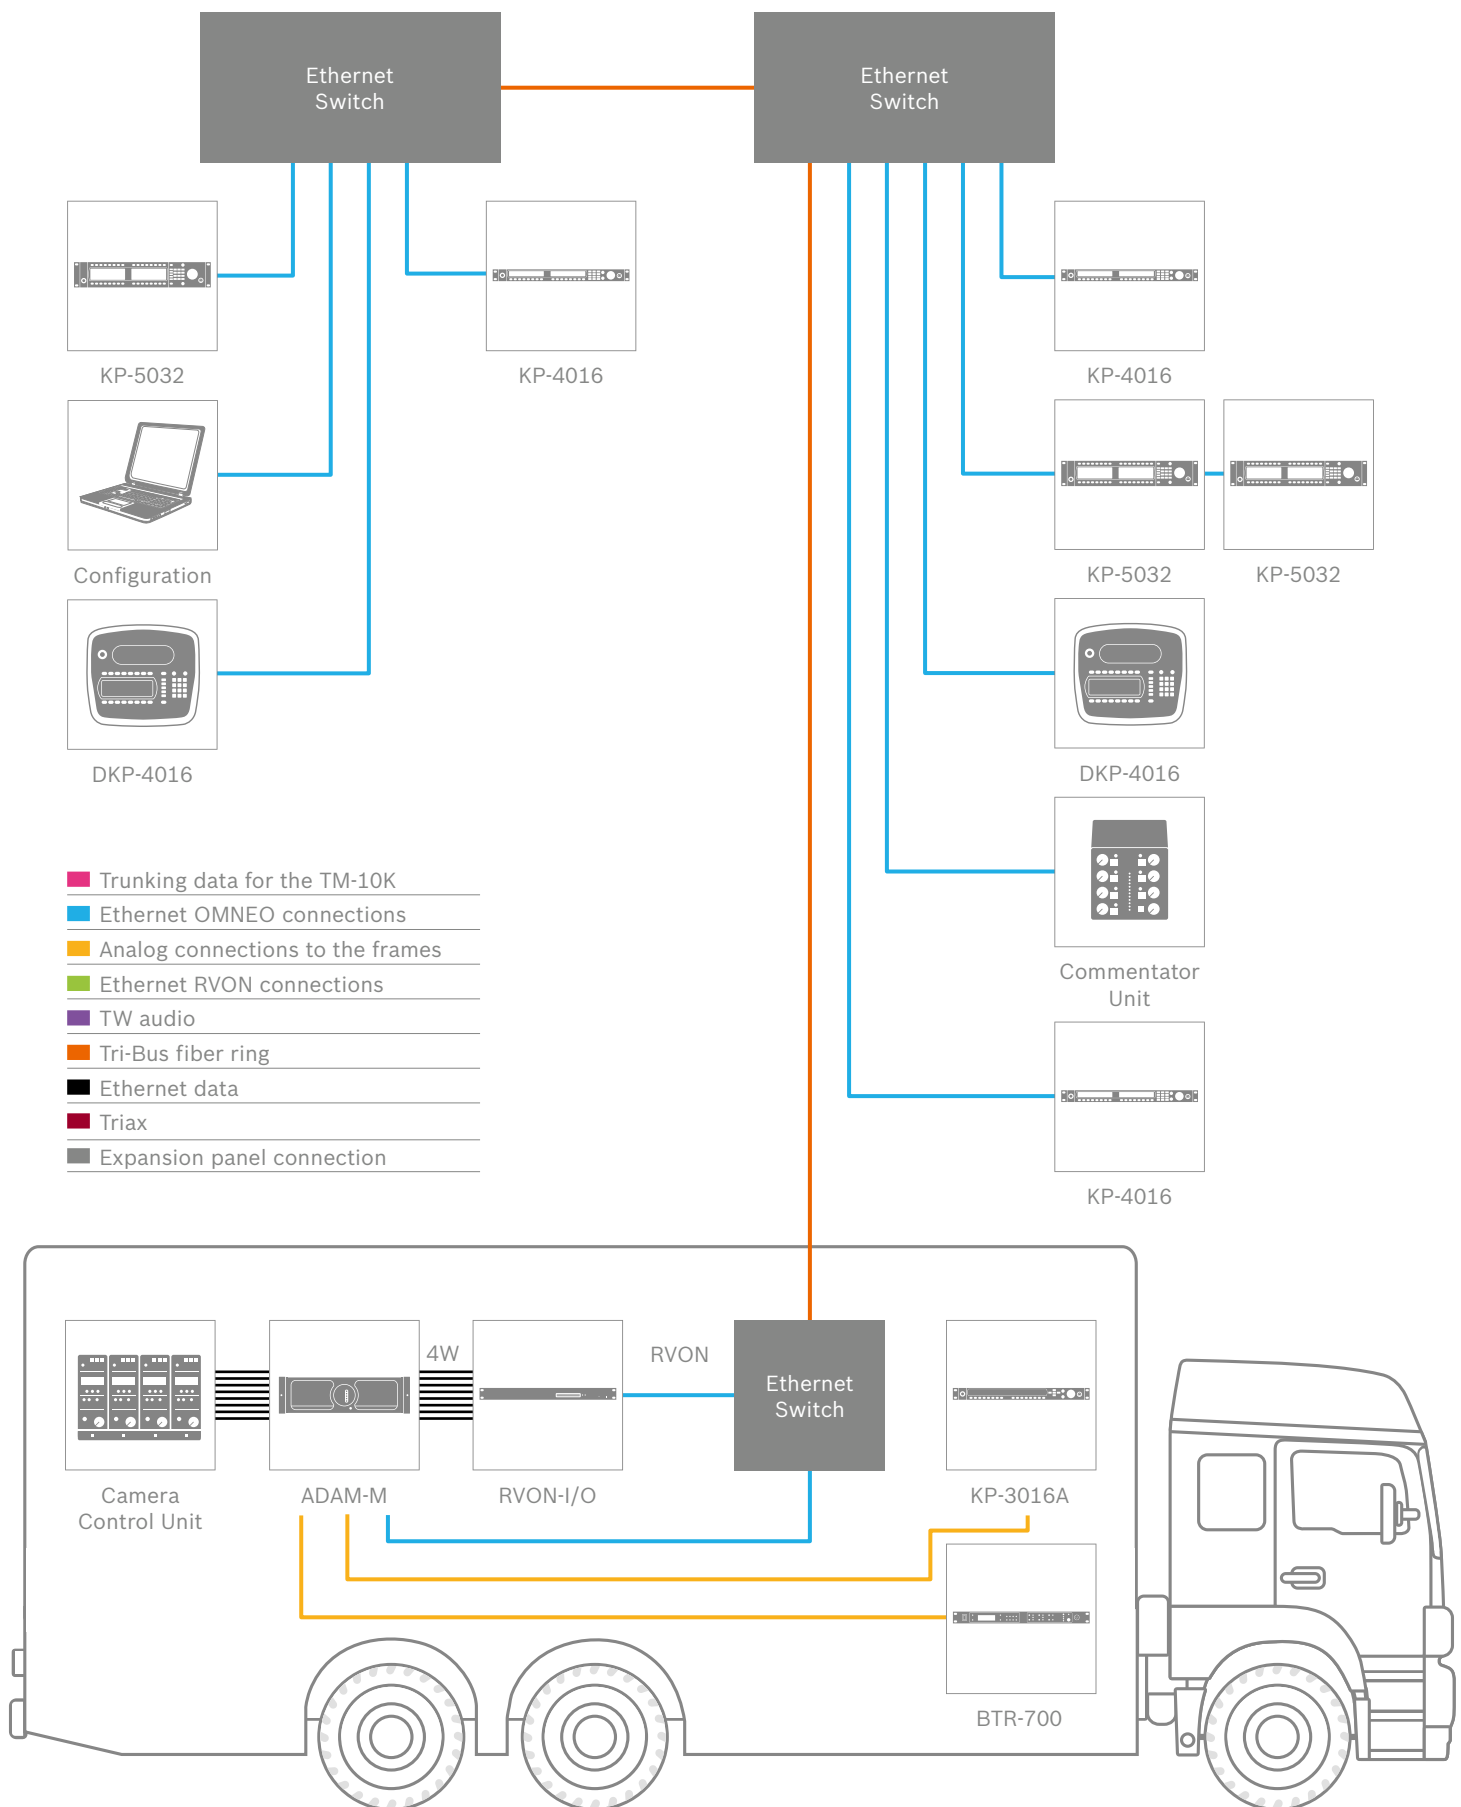 Ethernet
Switch
Ethernet
Switch
KP-5032
KP-4016
KP-4016
Configuration
KP-5032
KP-5032
DKP-4016
DKP-4016
Trunking data for the TM-10K
Ethernet OMNEO connections
Analog connections to the frames
Ethernet RVON connections
TW audio
Tri-Bus fiber ring
Ethernet data
Triax
Expansion panel connection
Commentator
Unit
KP-4016
4W
RVON
Ethernet
Switch
Camera
Control Unit
ADAM-M
RVON-I/O
KP-3016A
BTR-700